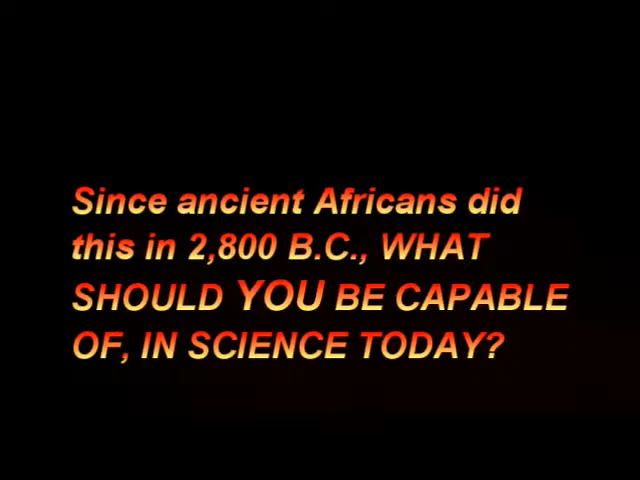 Since ancient Africans did
this in 2,800 B.C., WHAT
SHOULD YOU BE CAPABLE
OF, IN SCIENCE TODAY?